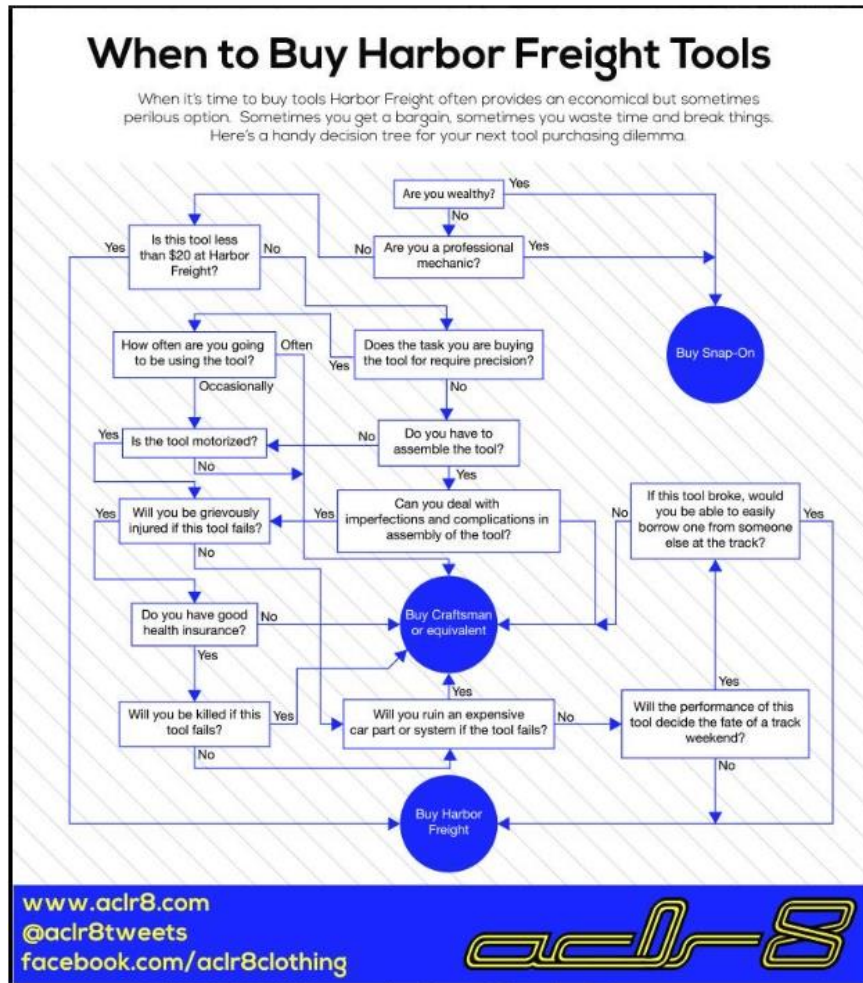 When to Buy Harbor Freight Tools
When it's time to buy tools Harbor Freight often provides an economical but sometimes
perilous option. Sometimes you get a bargain, sometimes you waste time and break things.
Here's a handy decision tree for your next tool purchasing dilemma.
Are you wealthy?
Yes
No
Are you a professional
mechanic?
No
Yes
Is this tool less
than $20 at Harbor
Freight?
Yes
No
Buy Snap-On
How often are you going
to be using the tool?
Often
Occasionally
Does the task you are buying
the tool for require precision?
Yes
No
Is the tool motorized?
Yes
No
Do you have to
assemble the tool?
No
Yes
Will you be grievously
injured if this tool fails?
Yes
No
Can you deal with
imperfections and complications in
assembly of the tool?
Yes
If this tool broke, would
you be able to easily
borrow one from someone
else at the track?
No
Yes
Do you have good
health insurance?
No
Yes
Buy Craftsman
or equivalent
Will you be killed if this
tool fails?
Yes
No
Will you ruin an expensive
car part or system if the tool fails?
Yes
No
Will the performance of this
tool decide the fate of a track
weekend?
Yes
No
Buy Harbor
Freight
www.aclr8.com
@aclr8tweets
facebook.com/aclr8clothing
aclr8